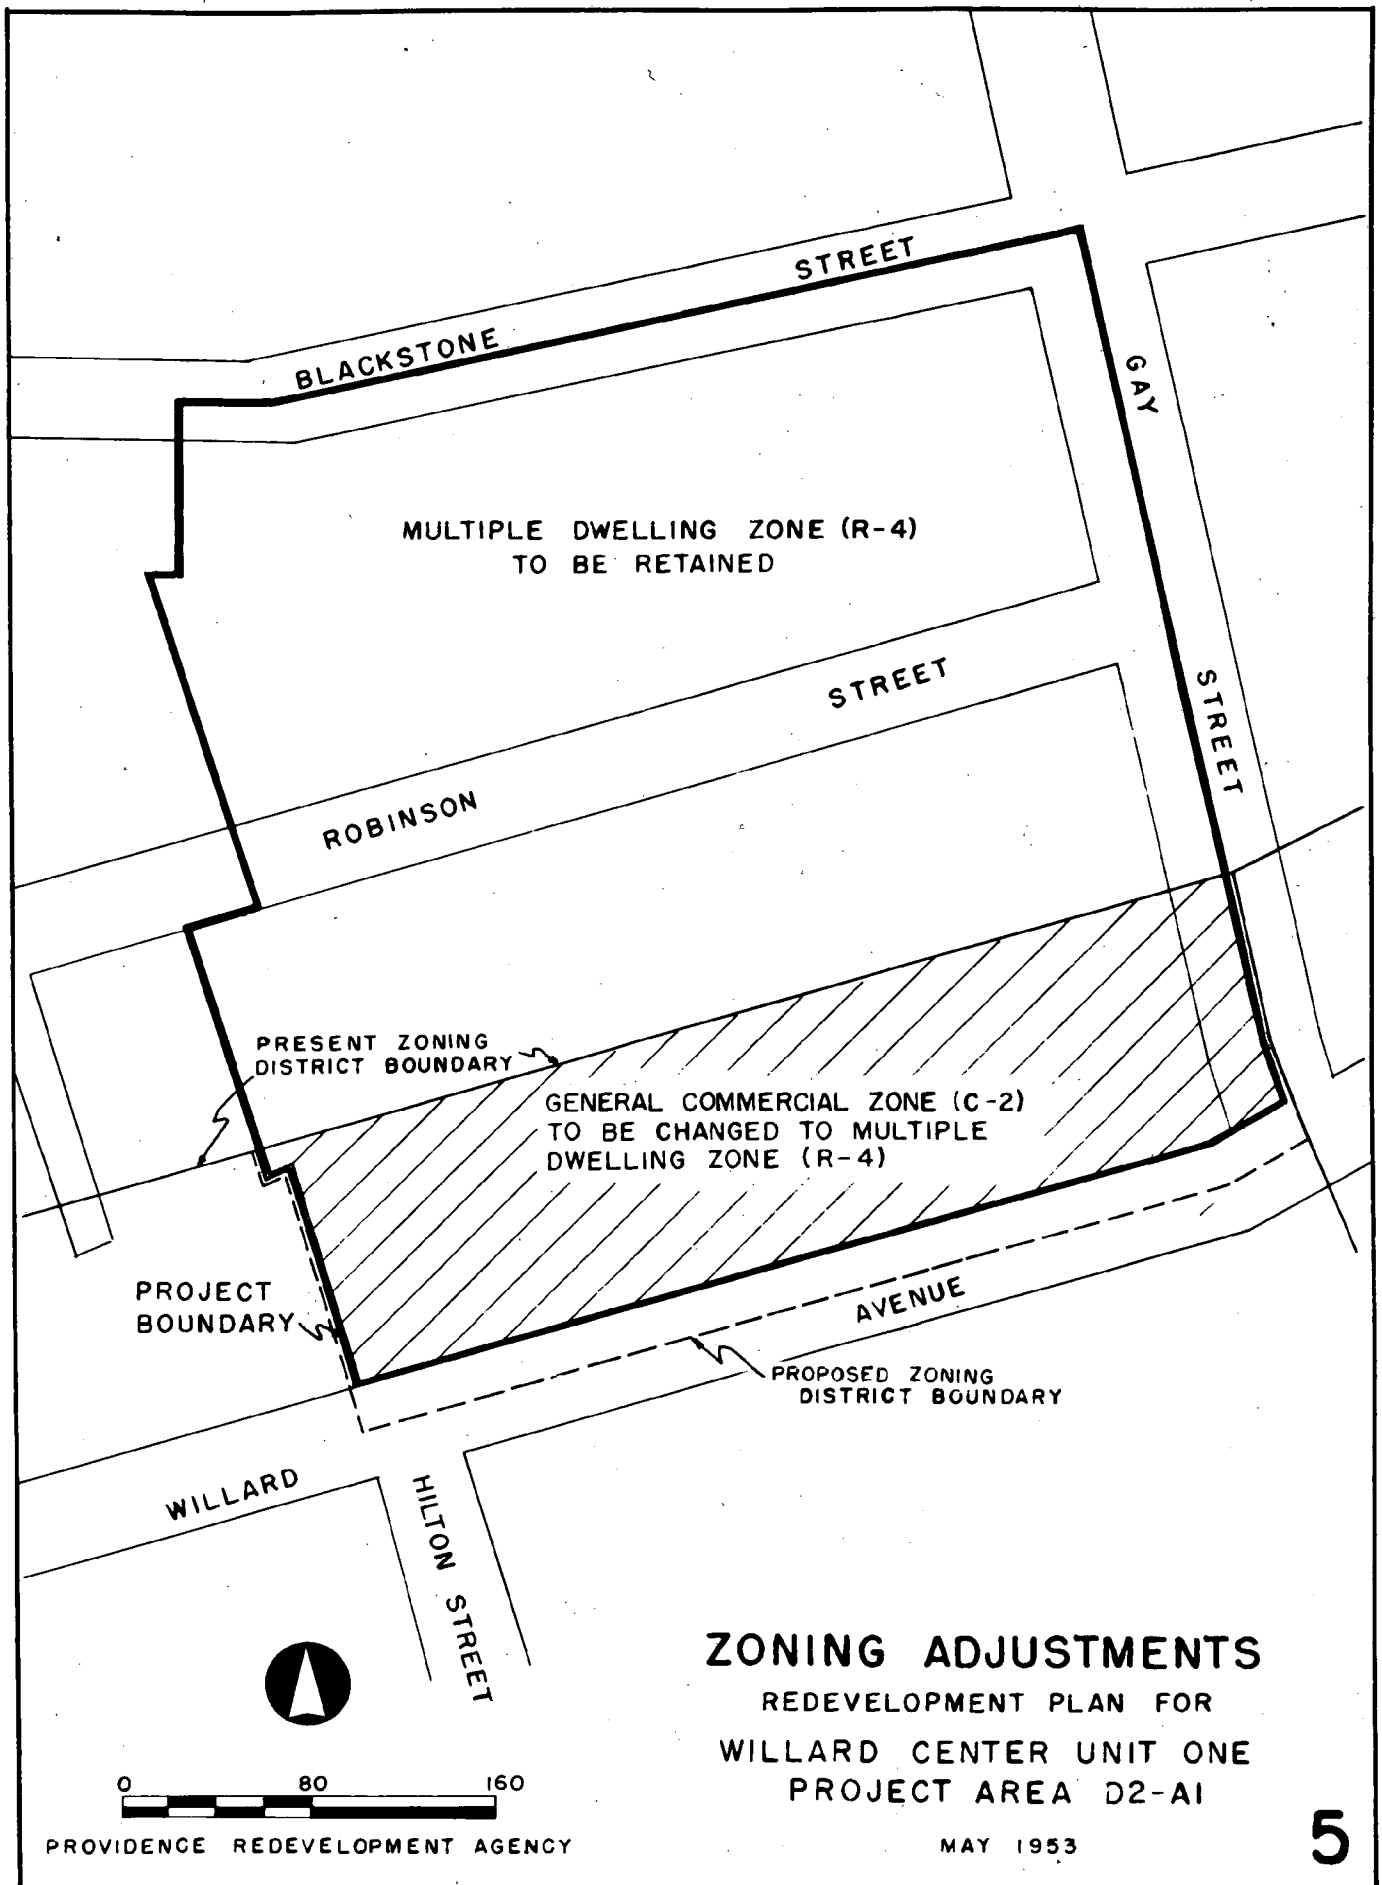 BLACKSTONE STREET
GAY STREET
MULTIPLE DWELLING ZONE (R-4)
TO BE RETAINED
ROBINSON STREET
PRESENT ZONING
DISTRICT BOUNDARY
GENERAL COMMERCIAL ZONE (C-2)
TO BE CHANGED TO MULTIPLE
DWELLING ZONE (R-4)
PROJECT
BOUNDARY
WILLARD AVENUE
PROPOSED ZONING
DISTRICT BOUNDARY
HILTON STREET
ZONING ADJUSTMENTS
REDEVELOPMENT PLAN FOR
WILLARD CENTER UNIT ONE
PROJECT AREA D2-A1
0 80 160
PROVIDENCE REDEVELOPMENT AGENCY
MAY 1953
5